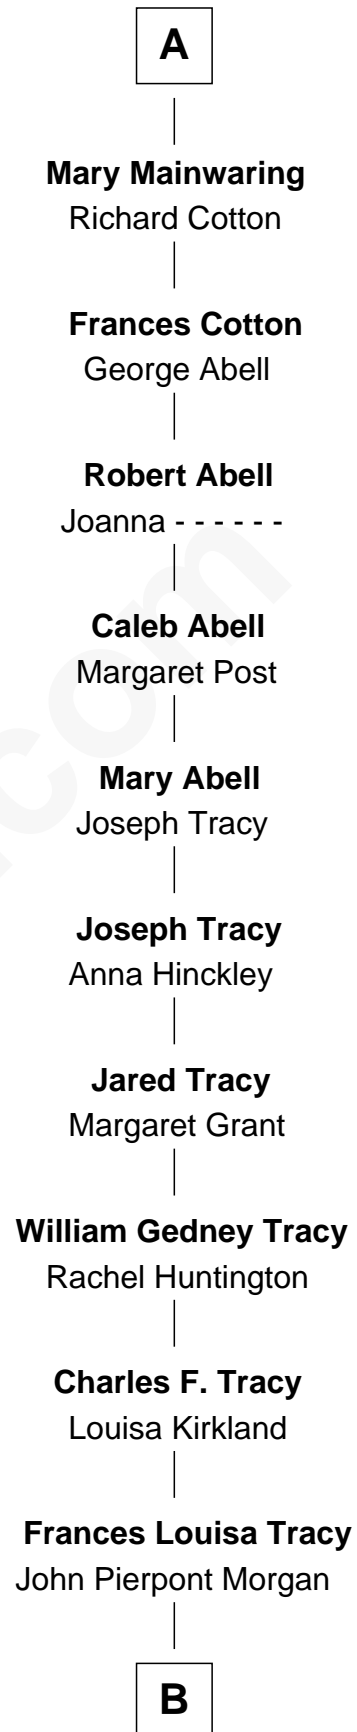 A
Mary Mainwaring
Richard Cotton
Frances Cotton
George Abell
Robert Abell
Joanna - - - - - -
Caleb Abell
Margaret Post
Mary Abell
Joseph Tracy
Joseph Tracy
Anna Hinckley
Jared Tracy
Margaret Grant
William Gedney Tracy
Rachel Huntington
Charles F. Tracy
Louisa Kirkland
Frances Louisa Tracy
John Pierpont Morgan
B
.com